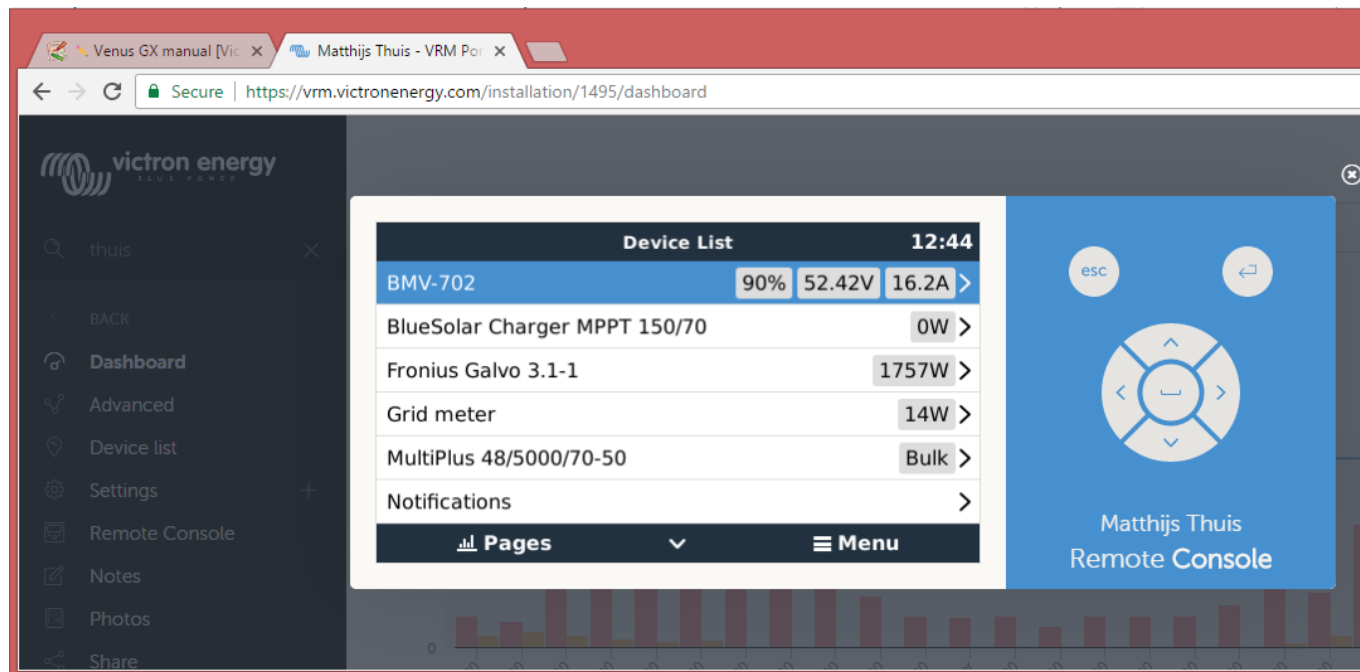 Venus GX manual [Vic
Matthijs Thuis - VRM Por
Secure
https://vrm.victronenergy.com/installation/1495/dashboard
victron energy
BLUE POWER
thuis
BACK
Dashboard
Advanced
Device list
Settings
Remote Console
Notes
Photos
Share
Device List 12:44
BMV-702 90% 52.42V 16.2A
BlueSolar Charger MPPT 150/70 0W
Fronius Galvo 3.1-1 1757W
Grid meter 14W
MultiPlus 48/5000/70-50 Bulk
Notifications
Pages Menu
esc
Matthijs Thuis
Remote Console
0